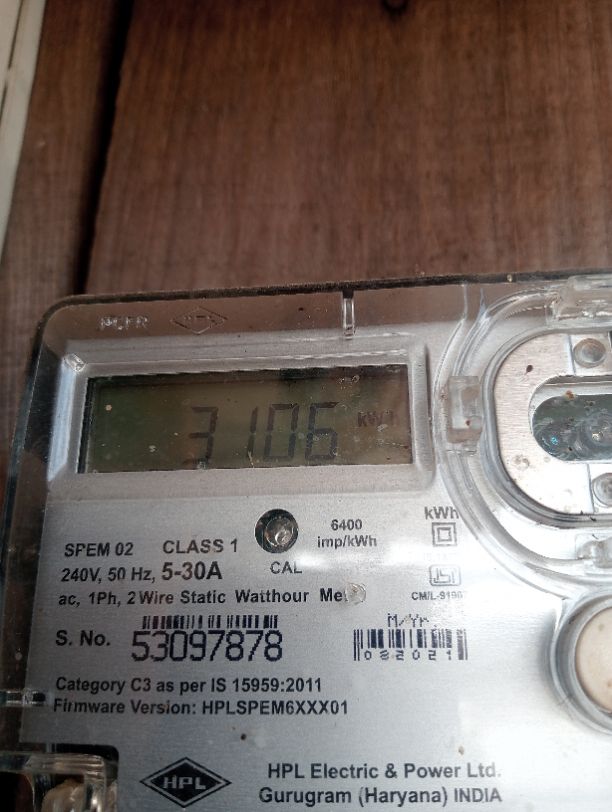 3106 kWh
6400
imp/kWh
kWh
SPEM 02 CLASS 1
CAL
240V, 50 Hz, 5-30A
ac, 1Ph, 2 Wire Static Watthour
M/Yr.
S. No. 53097878
082021
Category C3 as per IS 15959:2011
Firmware Version: HPLSPEM6XXX01
HPL
HPL Electric & Power Ltd.
Gurugram (Haryana) INDIA